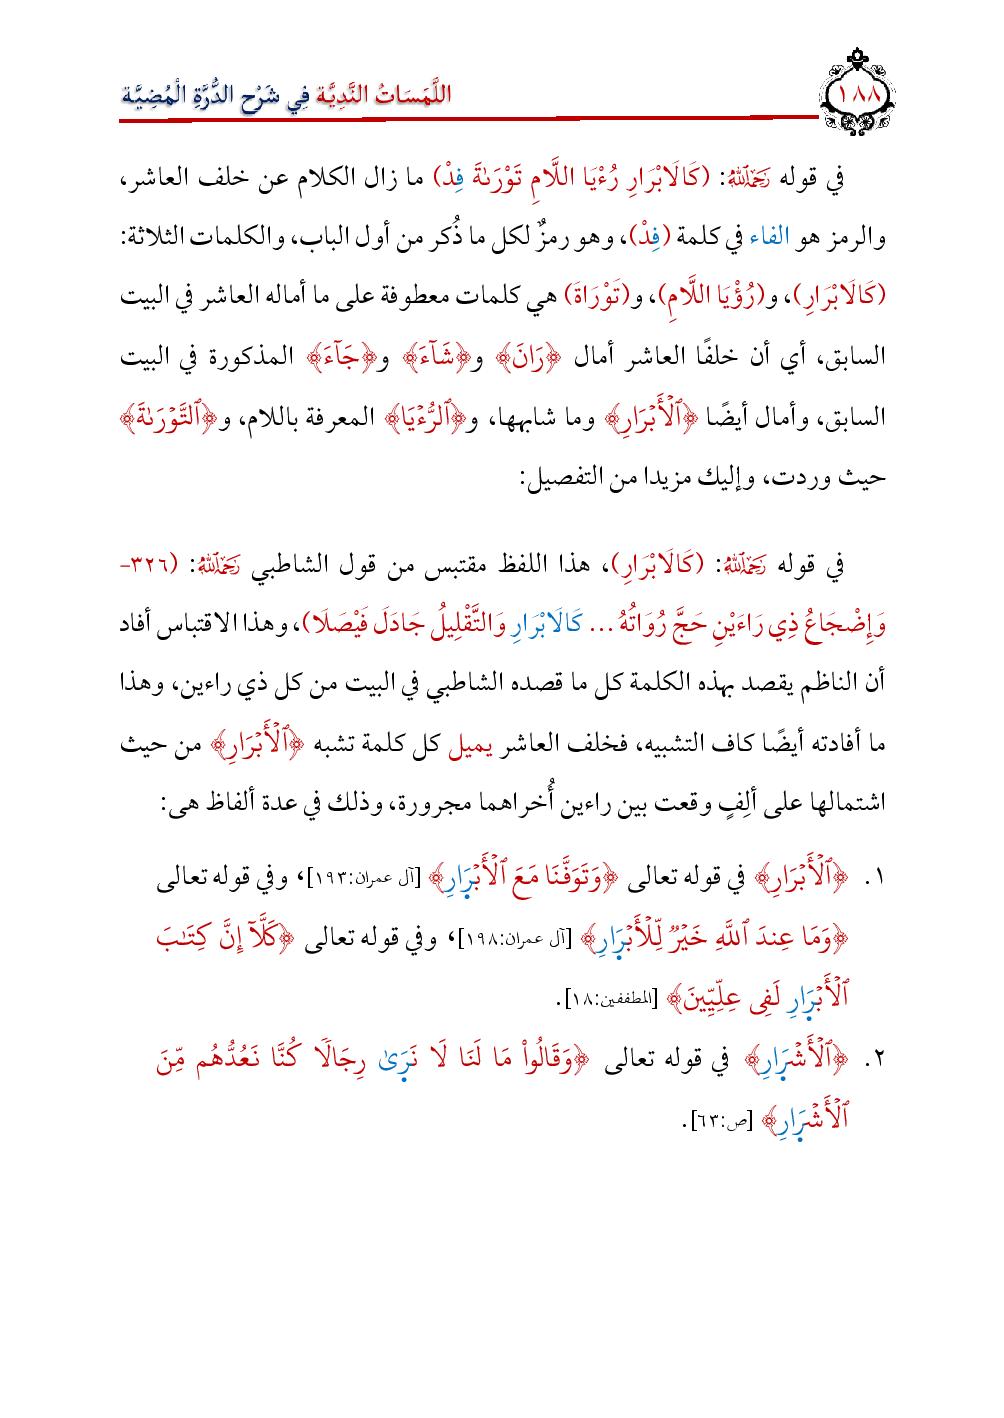 ١٨٨
اللَّمَسَاتُ النَّدِيَّة فِي شَرْح الدُّرَّةِ الْمُضِيَّة
في قوله رَحِمَهُ ٱللَّهُ: (كَالَابْرَارِ رُءْيَا اللَّامِ تَوْرَىٰةَ فِدْ) ما زال الكلام عن خلف العاشر،
والرمز هو الفاء في كلمة (فِدْ)، وهو رمزٌ لكل ما ذُكر من أول الباب، والكلمات الثلاثة:
(كَالَابْرَارِ)، و(رُؤْيَا اللَّامِ)، و(تَوْرَاةَ) هي كلمات معطوفة على ما أماله العاشر في البيت
السابق، أي أن خلفًا العاشر أمال ﴿رَانَ﴾ و﴿شَآءَ﴾ و﴿جَآءَ﴾ المذكورة في البيت
السابق، وأمال أيضًا ﴿ٱلْأَبْرَارِ﴾ وما شابهها، و﴿ٱلرُّءْيَا﴾ المعرفة باللام، و﴿ٱلتَّوْرَىٰةَ﴾
حيث وردت، وإليك مزيدا من التفصيل:
في قوله رَحِمَهُ ٱللَّهُ: (كَالَابْرَارِ)، هذا اللفظ مقتبس من قول الشاطبي رَحِمَهُ ٱللَّهُ: (٣٢٦-
وَإِضْجَاعُ ذِي رَاءَيْنِ حَجَّ رُوَاتُهُ ... كَالَابْرَارِ وَالتَّقْلِيلُ جَادَلَ فَيْصَلَا)، وهذا الاقتباس أفاد
أن الناظم يقصد بهذه الكلمة كل ما قصده الشاطبي في البيت من كل ذي راءين، وهذا
ما أفادته أيضًا كاف التشبيه، فخلف العاشر يميل كل كلمة تشبه ﴿ٱلْأَبْرَارِ﴾ من حيث
اشتمالها على ألِفٍ وقعت بين راءين أُخراهما مجرورة، وذلك في عدة ألفاظ هى:
١. ﴿ٱلْأَبْرَارِ﴾ في قوله تعالى ﴿وَتَوَفَّنَا مَعَ ٱلْأَبْرَارِ﴾ [آل عمران:١٩٣]، وفي قوله تعالى
﴿وَمَا عِندَ ٱللَّهِ خَيْرٌ لِّلْأَبْرَارِ﴾ [آل عمران:١٩٨]، وفي قوله تعالى ﴿كَلَّآ إِنَّ كِتَٰبَ
ٱلْأَبْرَارِ لَفِى عِلِّيِّينَ﴾ [المطففين:١٨].
٢. ﴿ٱلْأَشْرَارِ﴾ في قوله تعالى ﴿وَقَالُوا۟ مَا لَنَا لَا نَرَىٰ رِجَالًا كُنَّا نَعُدُّهُم مِّنَ
ٱلْأَشْرَارِ﴾ [ص:٦٣].